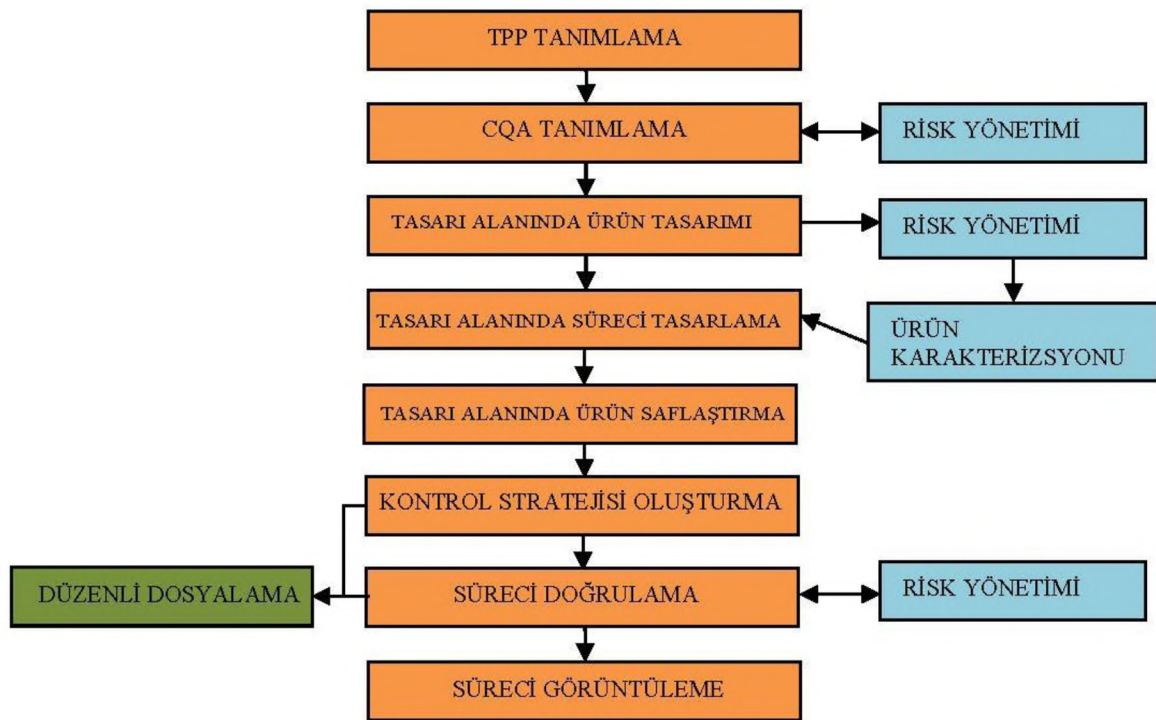 TPP TANIMLAMA
CQA TANIMLAMA
RİSK YÖNETİMİ
TASARI ALANINDA ÜRÜN TASARIMI
RİSK YÖNETİMİ
TASARI ALANINDA SÜRECİ TASARLAMA
ÜRÜN
KARAKTERİZSYONU
TASARI ALANINDA ÜRÜN SAFLAŞTIRMA
KONTROL STRATEJİSİ OLUŞTURMA
DÜZENLİ DOSYALAMA
SÜRECİ DOĞRULAMA
RİSK YÖNETİMİ
SÜRECİ GÖRÜNTÜLEME